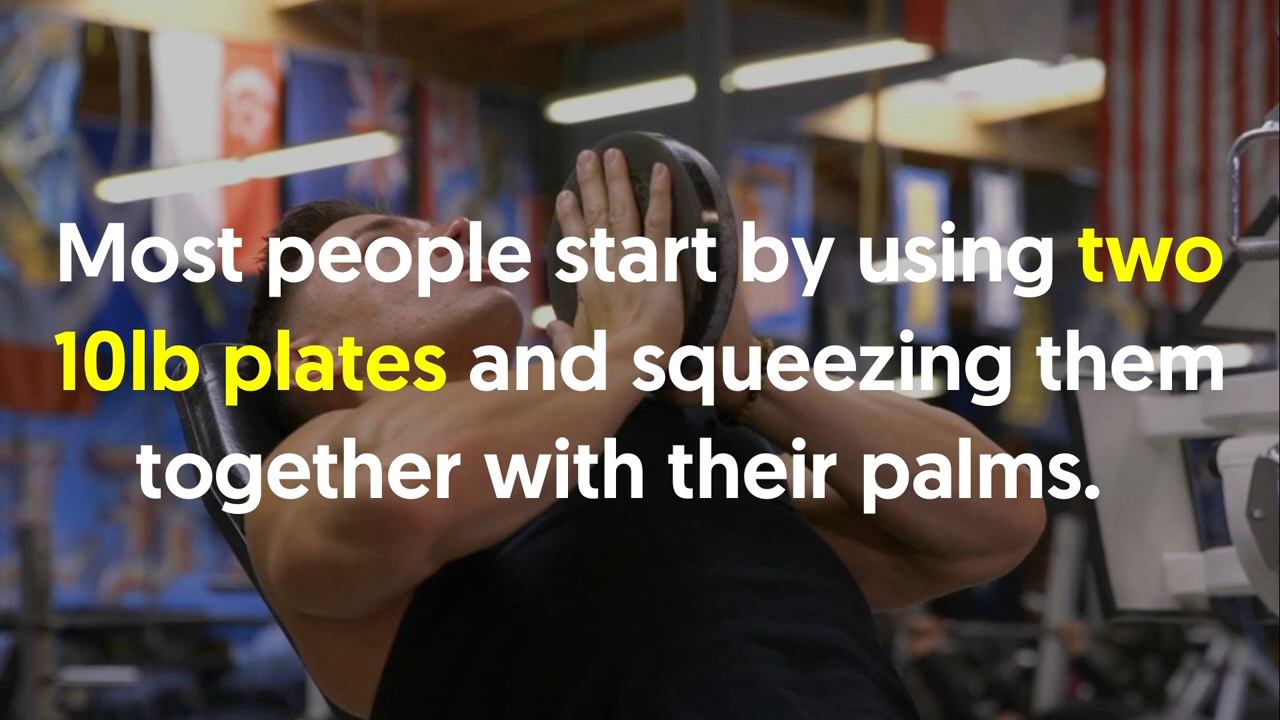 Most people start by using two
10lb plates and squeezing them
together with their palms.